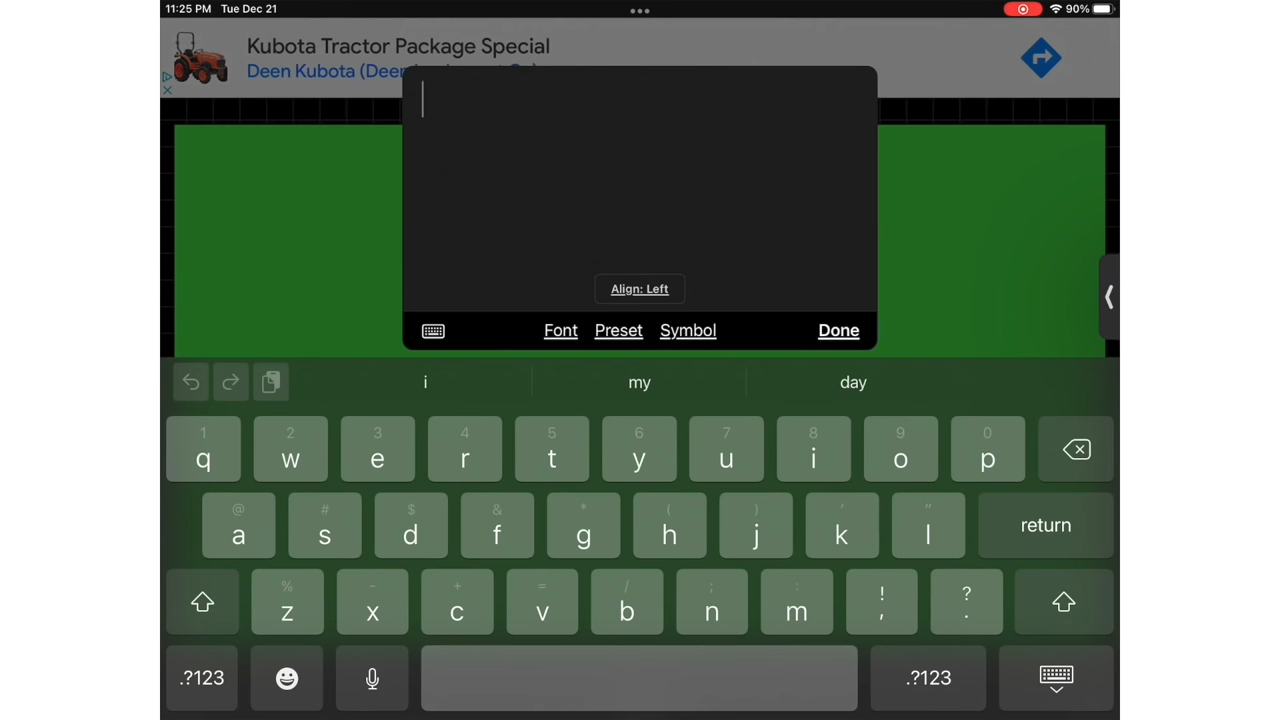 11:25 PM Tue Dec 21
90%
Kubota Tractor Package Special
Deen Kubota (Deer
Align: Left
Font Preset Symbol Done
i my day
1 2 3 4 5 6 7 8 9 0
q w e r t y u i o p
@ # $ & * ( ) ' "
a s d f g h j k l return
% - + = / ; : ! ?
z x c v b n m , .
.?123 .?123